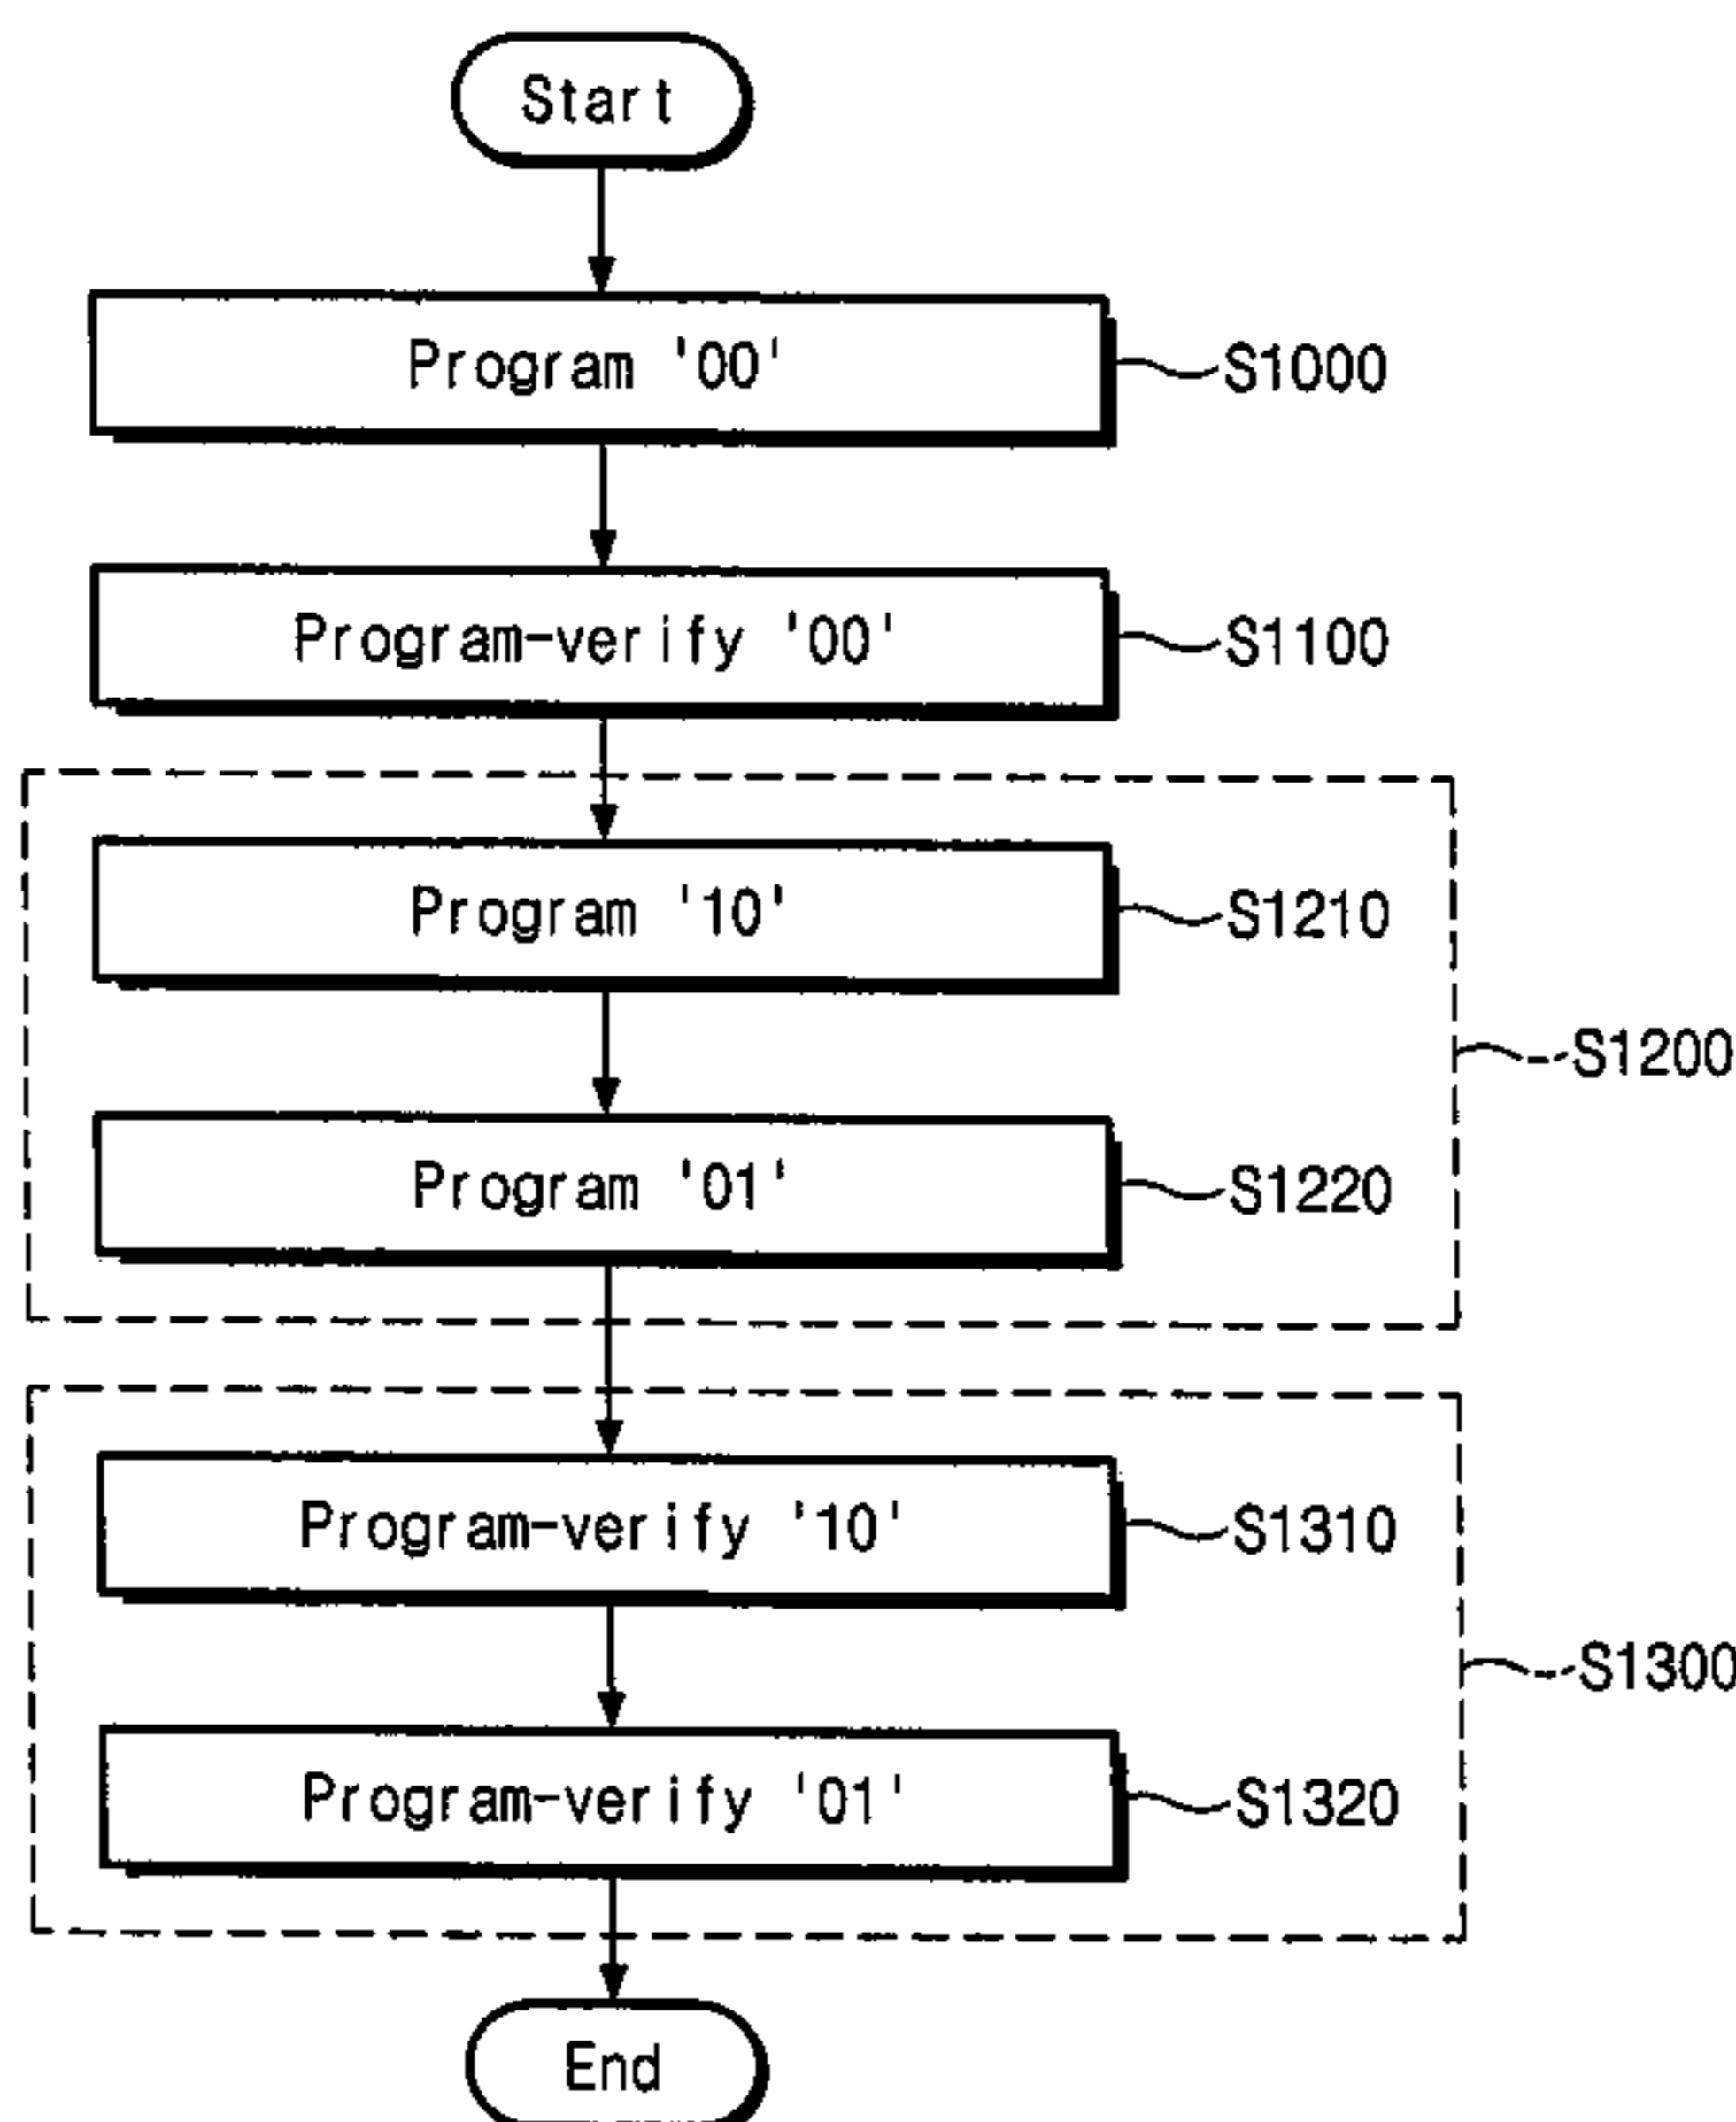 Start
Program '00'
S1000
Program-verify '00'
S1100
Program '10'
S1210
S1200
Program '01'
S1220
Program-verify '10'
S1310
S1300
Program-verify '01'
S1320
End